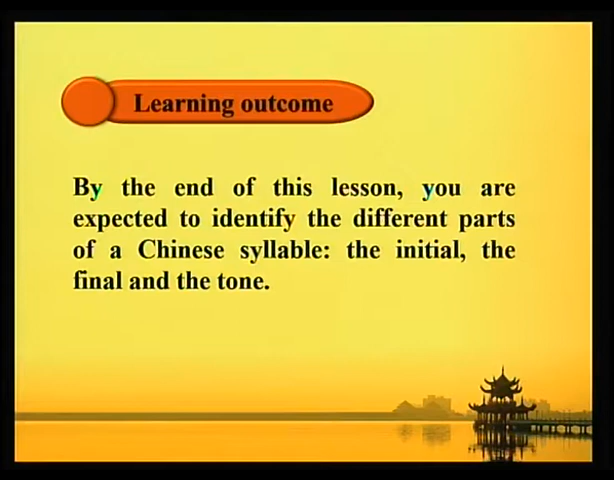 Learning outcome
By the end of this lesson, you are
expected to identify the different parts
of a Chinese syllable: the initial, the
final and the tone.